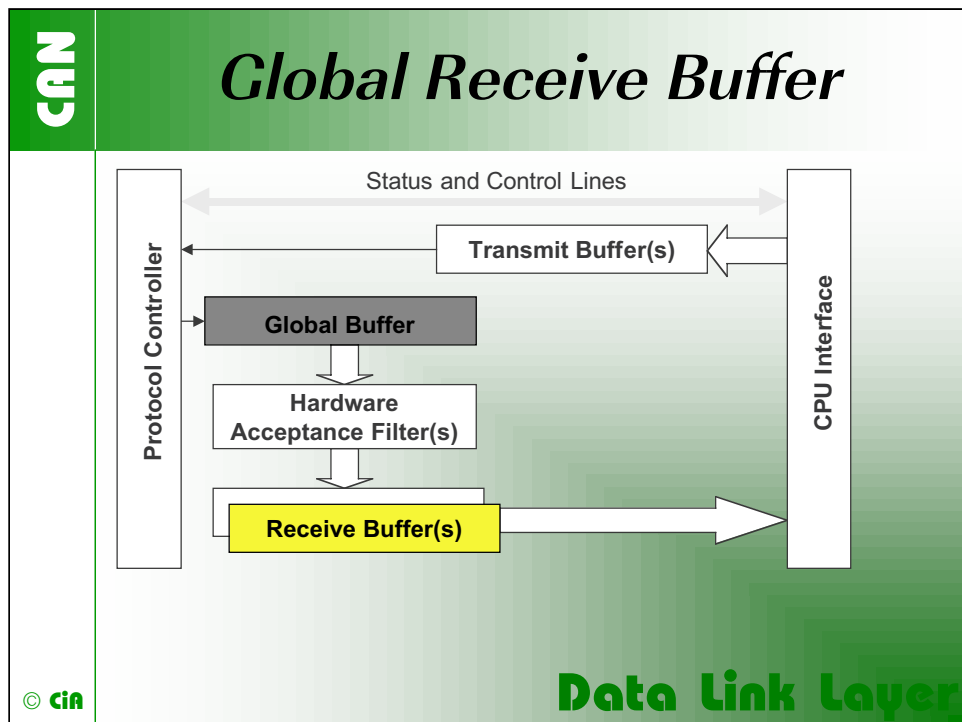 CAN
Global Receive Buffer
Status and Control Lines
Protocol Controller
Transmit Buffer(s)
CPU Interface
Global Buffer
Hardware
Acceptance Filter(s)
Receive Buffer(s)
© CiA
Data Link Layer